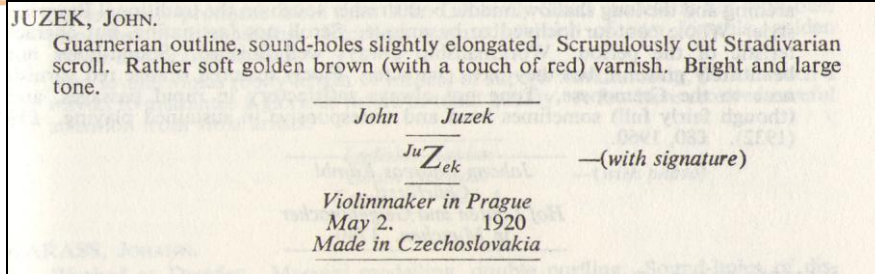 JUZEK, JOHN.
Guarnerian outline, sound-holes slightly elongated. Scrupulously cut Stradivarian
scroll. Rather soft golden brown (with a touch of red) varnish. Bright and large
tone.
John Juzek
JuZek —(with signature)
Violinmaker in Prague
May 2. 1920
Made in Czechoslovakia